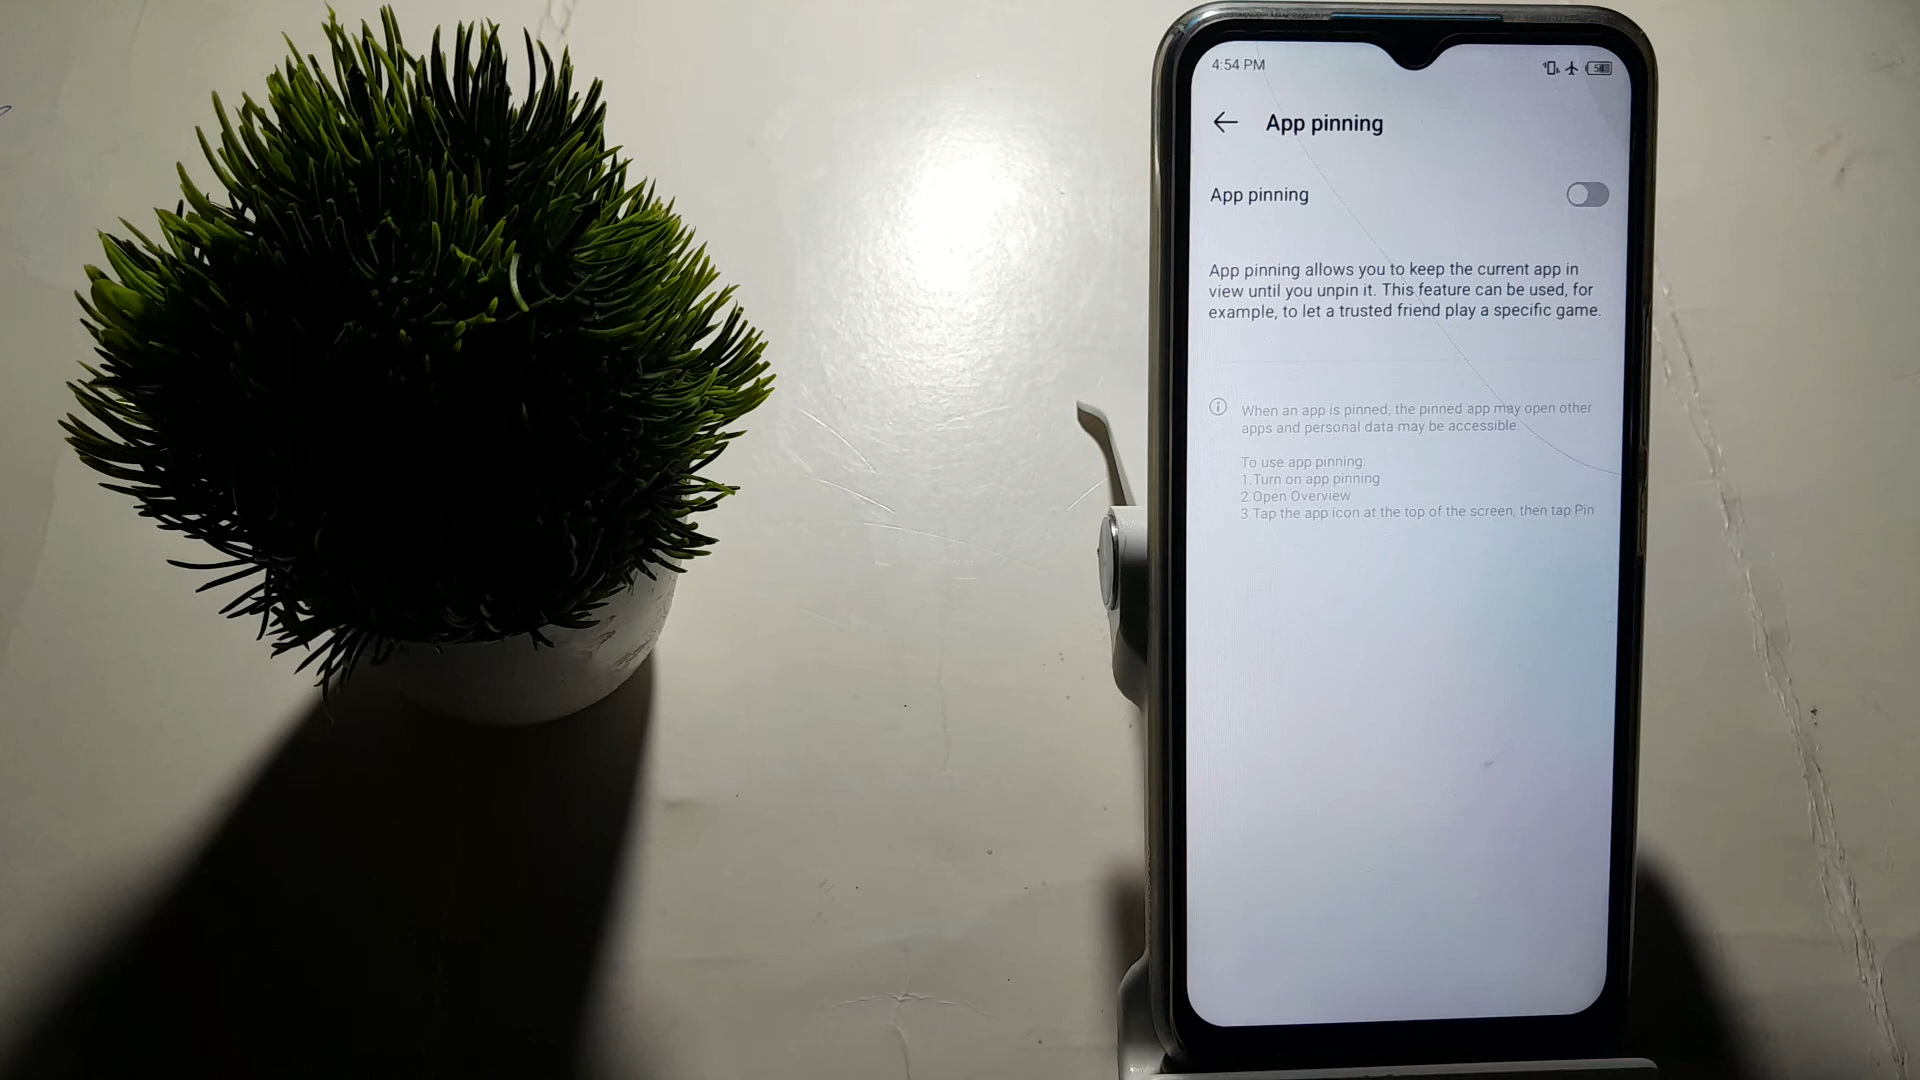 4:54 PM
54
App pinning
App pinning
App pinning allows you to keep the current app in
view until you unpin it. This feature can be used, for
example, to let a trusted friend play a specific game.
When an app is pinned, the pinned app may open other
apps and personal data may be accessible.
To use app pinning:
1.Turn on app pinning
2.Open Overview
3.Tap the app icon at the top of the screen, then tap Pin